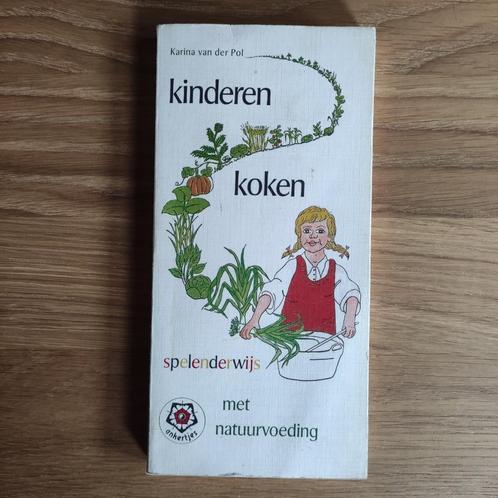 Karina van der Pol
kinderen
koken
spelenderwijs
met
natuurvoeding
ankertjes